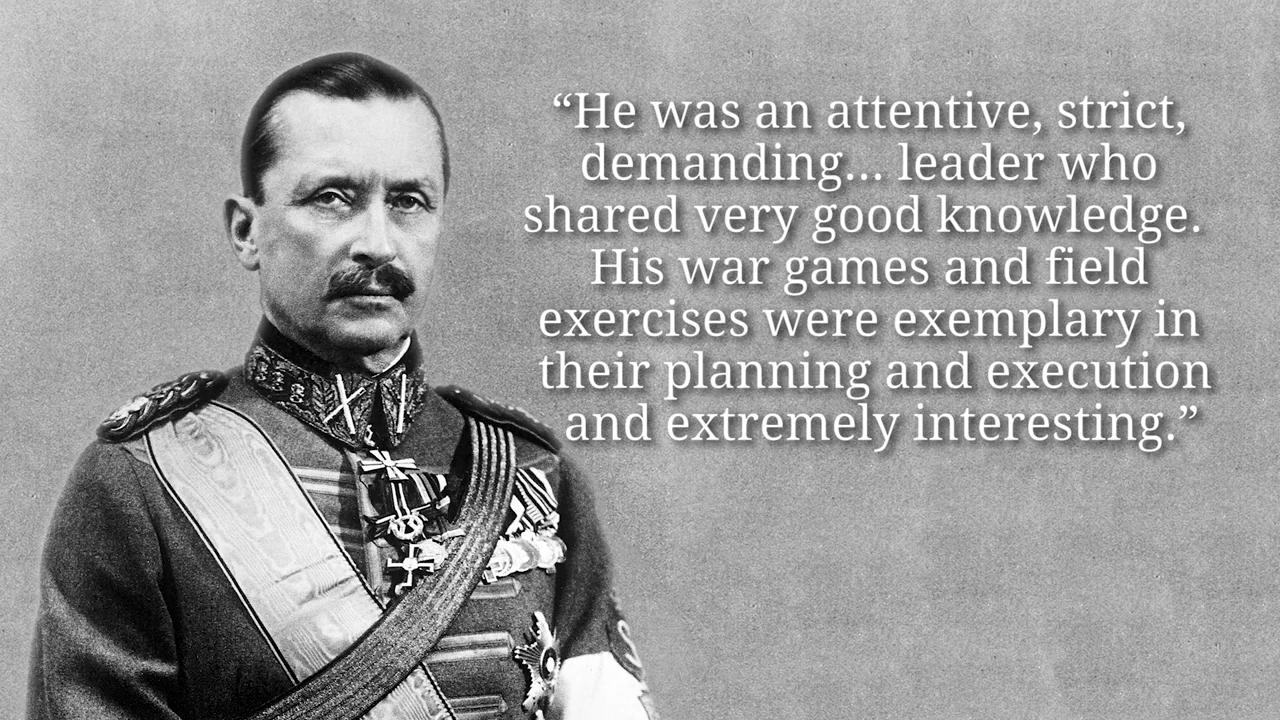 “He was an attentive, strict,
demanding... leader who
shared very good knowledge.
His war games and field
exercises were exemplary in
their planning and execution
and extremely interesting.”